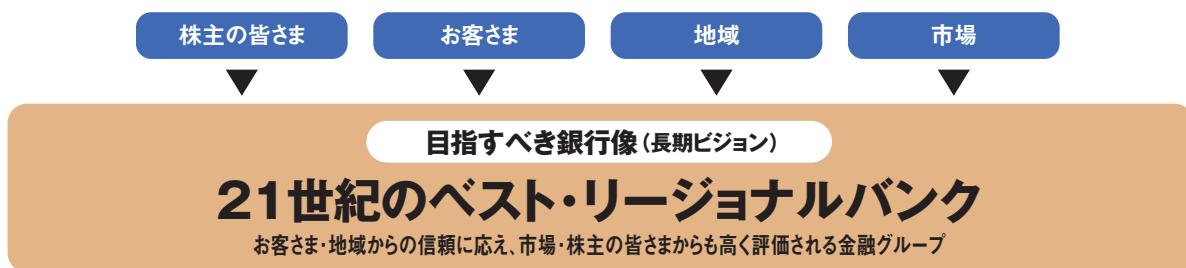 株主の皆さま お客さま 地域 市場
目指すべき銀行像(長期ビジョン)
21世紀のベスト・リージョナルバンク
お客さま・地域からの信頼に応え、市場・株主の皆さまからも高く評価される金融グループ